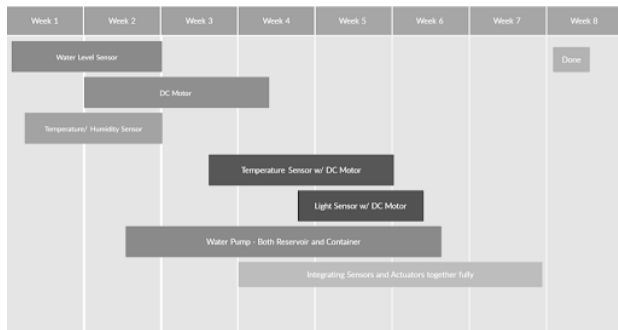 Week 1 Week 2 Week 3 Week 4 Week 5 Week 6 Week 7 Week 8
Water Level Sensor
Done
DC Motor
Temperature/ Humidity Sensor
Temperature Sensor w/ DC Motor
Light Sensor w/ DC Motor
Water Pump - Both Reservoir and Container
Integrating Sensors and Actuators together fully